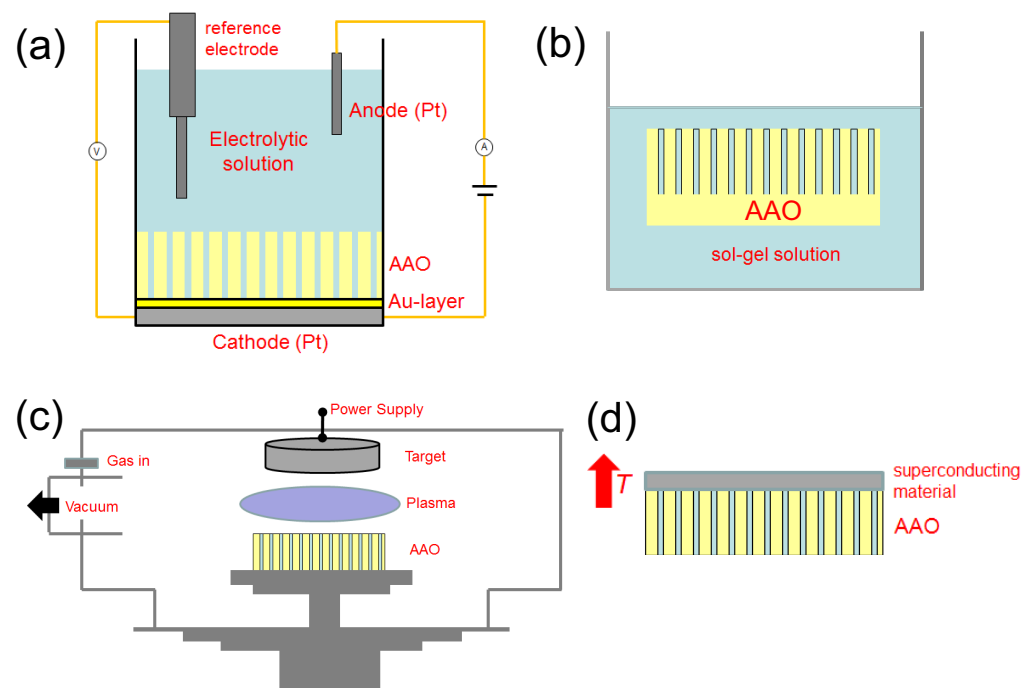 (a)
reference
electrode
Anode (Pt)
Electrolytic
solution
V
A
AAO
Au-layer
Cathode (Pt)
(b)
AAO
sol-gel solution
(c)
Power Supply
Gas in
Target
Vacuum
Plasma
AAO
(d)
T
superconducting
material
AAO